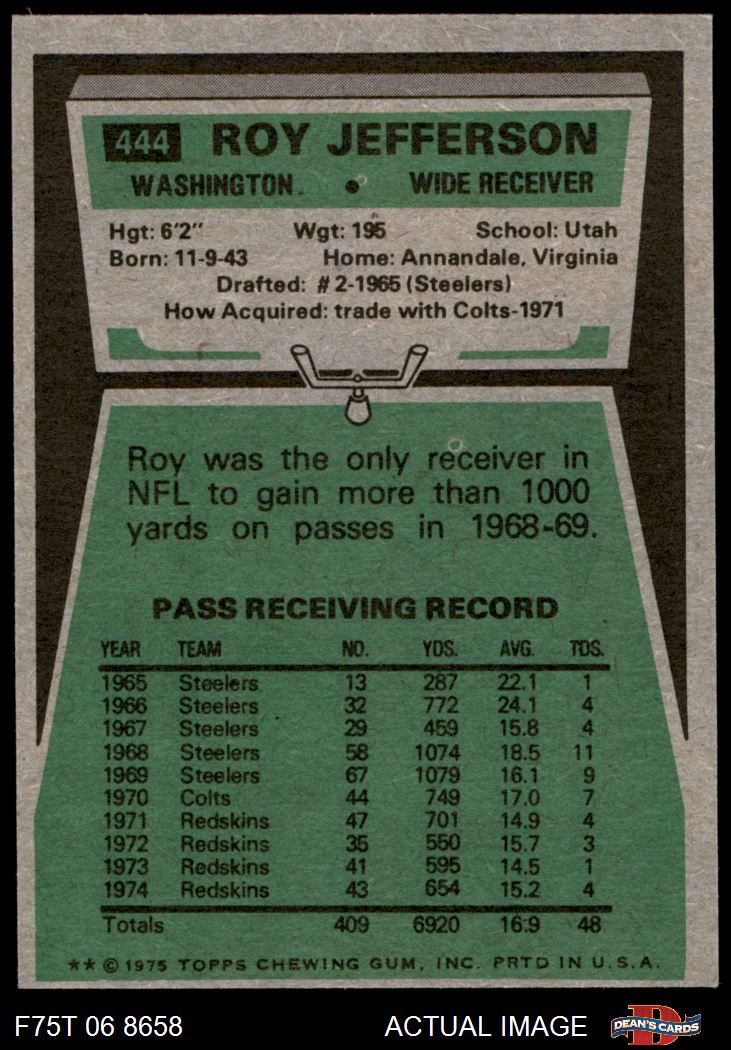 444 ROY JEFFERSON
WASHINGTON • WIDE RECEIVER
Hgt: 6'2" Wgt: 195 School: Utah
Born: 11-9-43 Home: Annandale, Virginia
Drafted: #2-1965 (Steelers)
How Acquired: trade with Colts-1971
Roy was the only receiver in
NFL to gain more than 1000
yards on passes in 1968-69.
PASS RECEIVING RECORD
YEAR TEAM NO. YDS. AVG. TDS.
1965 Steelers 13 287 22.1 1
1966 Steelers 32 772 24.1 4
1967 Steelers 29 459 15.8 4
1968 Steelers 58 1074 18.5 11
1969 Steelers 67 1079 16.1 9
1970 Colts 44 749 17.0 7
1971 Redskins 47 701 14.9 4
1972 Redskins 35 550 15.7 3
1973 Redskins 41 595 14.5 1
1974 Redskins 43 654 15.2 4
Totals 409 6920 16.9 48
** © 1975 TOPPS CHEWING GUM, INC. PRTD IN U.S.A.
F75T 06 8658 ACTUAL IMAGE DEAN'S CARDS